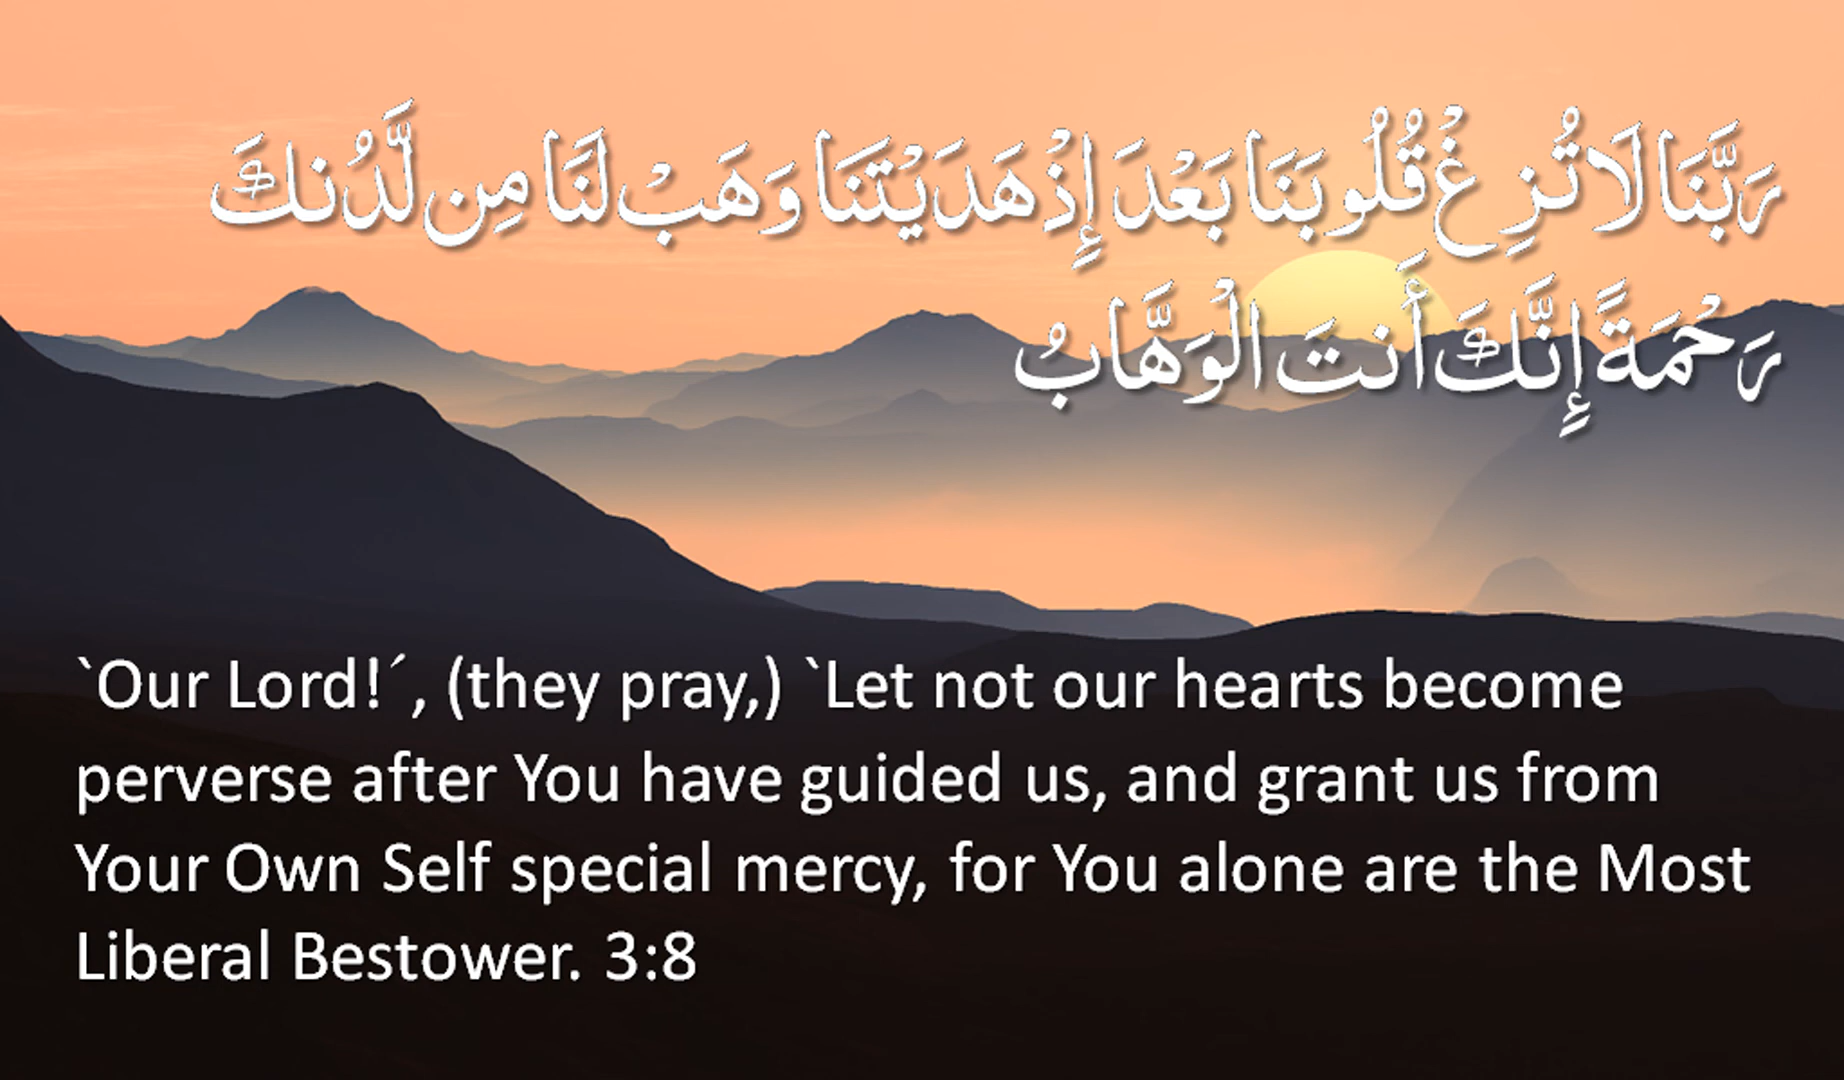 رَبَّنَا لَا تُزِغْ قُلُوبَنَا بَعْدَ إِذْ هَدَيْتَنَا وَهَبْ لَنَا مِن لَّدُنكَ
رَحْمَةً إِنَّكَ أَنتَ الْوَهَّابُ
`Our Lord!´, (they pray,) `Let not our hearts become
perverse after You have guided us, and grant us from
Your Own Self special mercy, for You alone are the Most
Liberal Bestower. 3:8